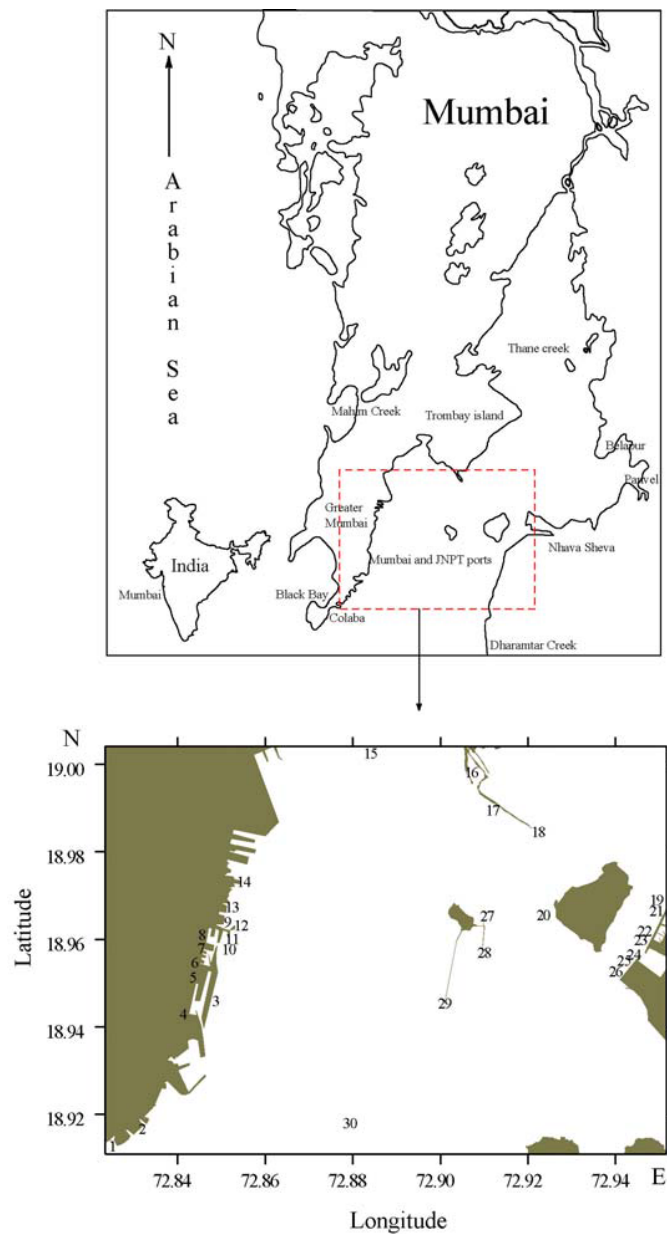 N
Arabian Sea
Mumbai
Thane creek
Mahim Creek
Trombay island
Belapur
Panvel
Greater
Mumbai
Nhava Sheva
Mumbai and JNPT ports
India
Mumbai
Black Bay
Colaba
Dharamtar Creek
N
19.00
18.98
18.96
18.94
18.92
Latitude
15
16
17
18
14
13
9
12
8
11
7
10
6
5
3
4
2
1
27
28
29
20
19
21
22
23
24
25
26
30
72.84
72.86
72.88
72.90
72.92
72.94
E
Longitude